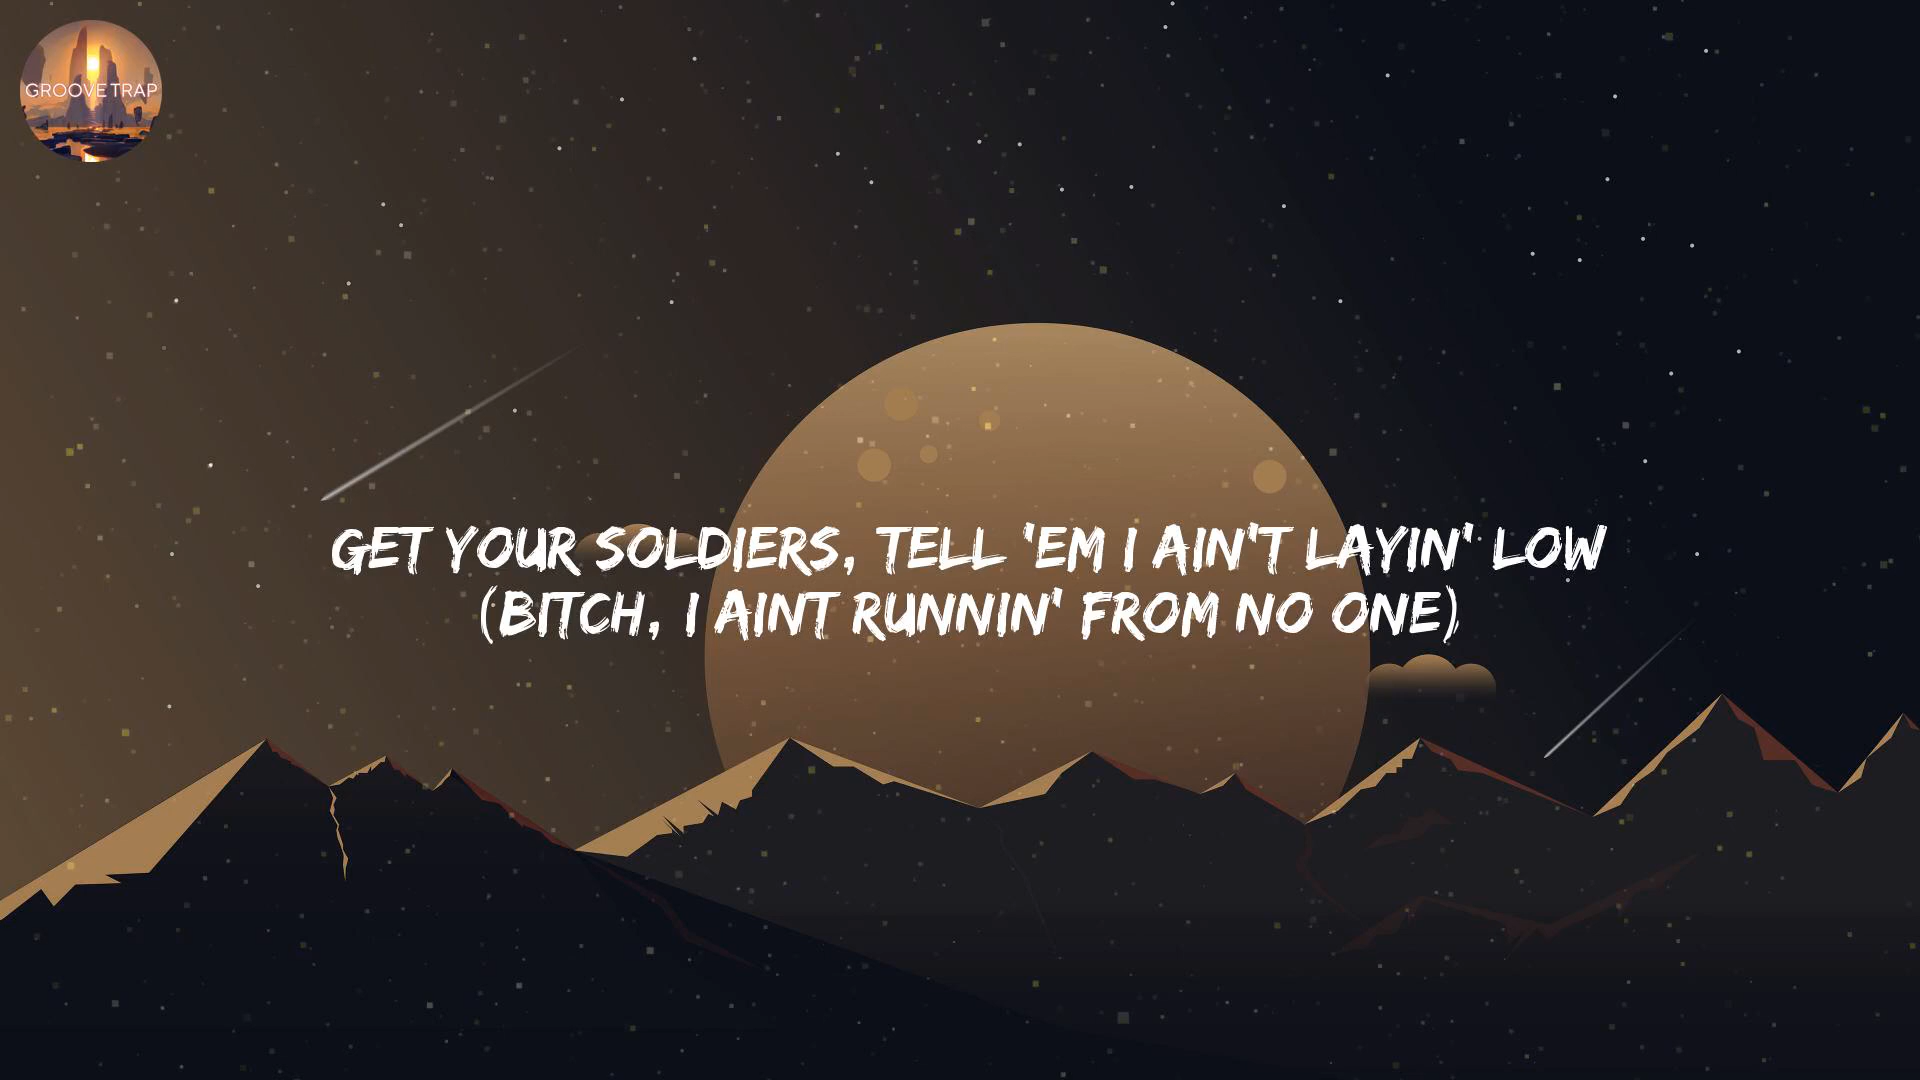 GROOVE TRAP
GET YOUR SOLDIERS, TELL 'EM I AIN'T LAYIN' LOW
(BITCH, I AINT RUNNIN' FROM NO ONE)